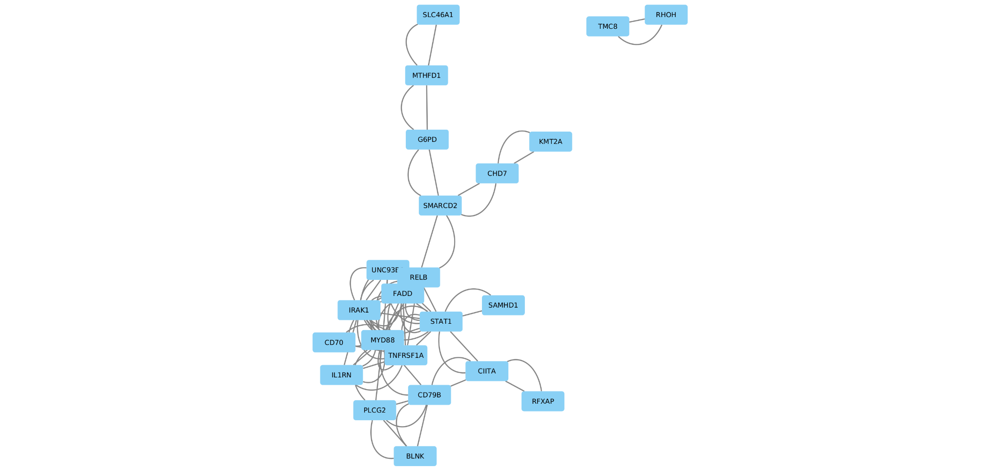 SLC46A1
RHOH
TMC8
MTHFD1
G6PD
KMT2A
CHD7
SMARCD2
UNC93B
RELB
FADD
SAMHD1
IRAK1
STAT1
MYD88
CD70
TNFRSF1A
CIITA
IL1RN
CD79B
RFXAP
PLCG2
BLNK